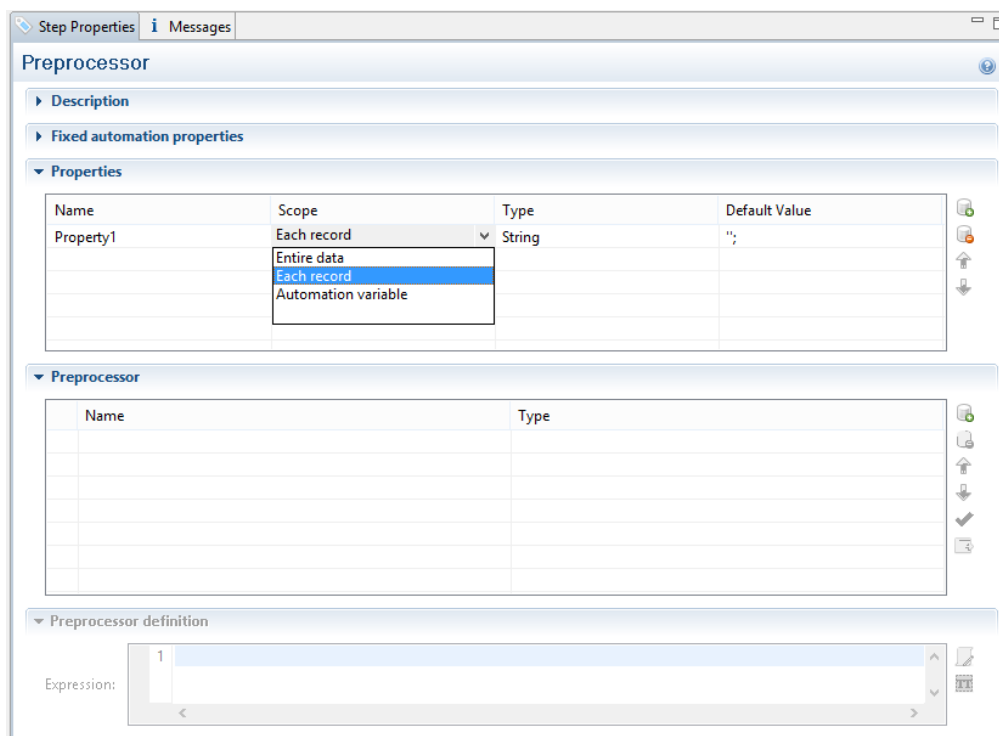 Step Properties i Messages
Preprocessor
Description
Fixed automation properties
Properties
Name Scope Type Default Value
Property1 Each record String '';
Entire data
Each record
Automation variable
Preprocessor
Name Type
Preprocessor definition
1
Expression: